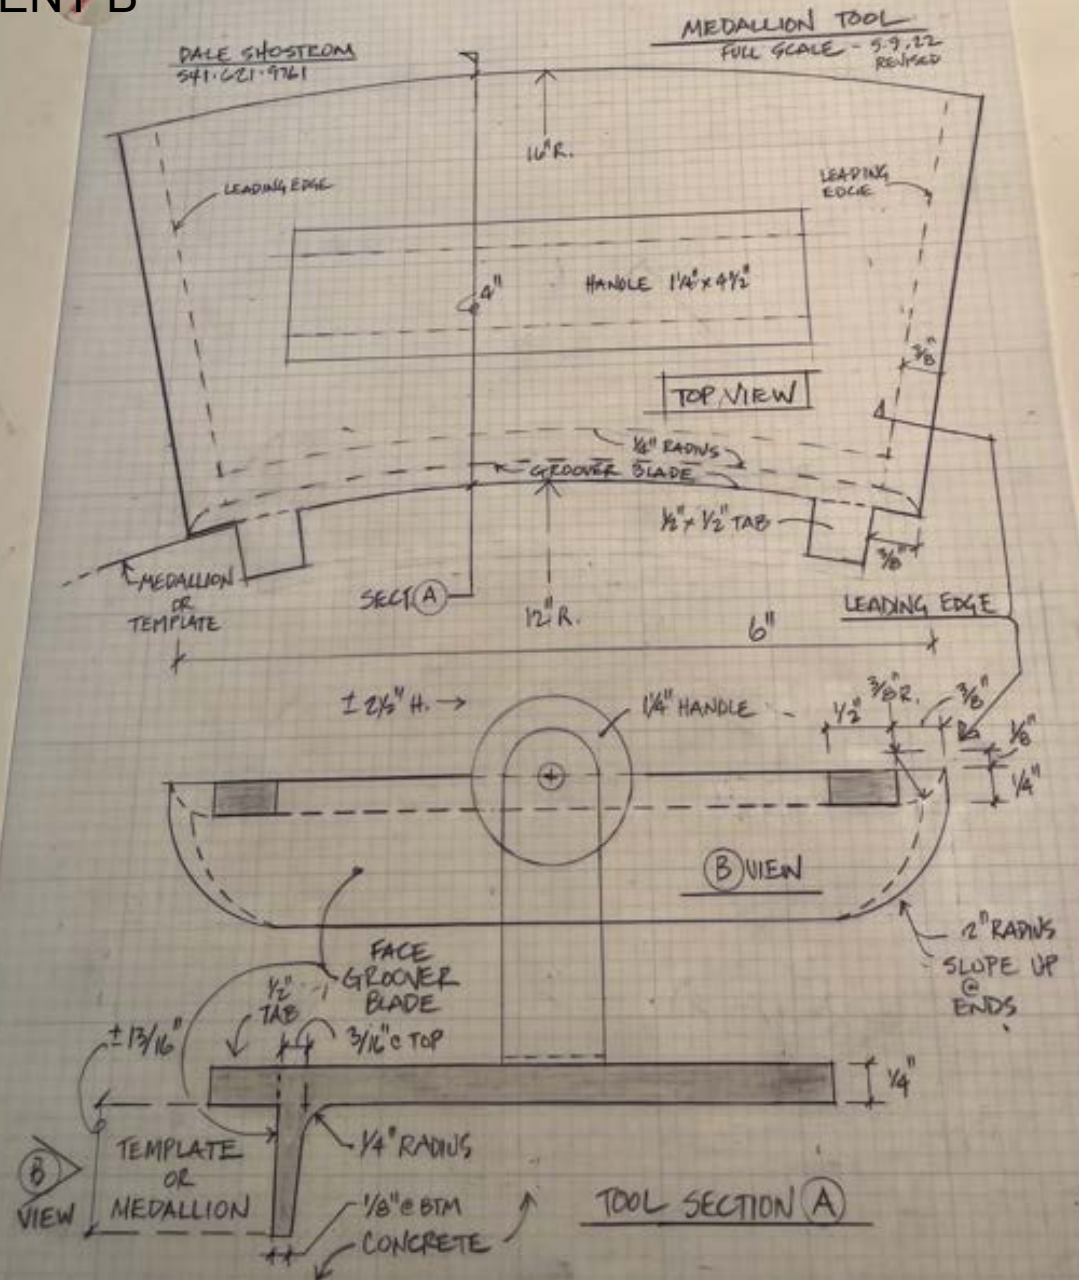 ENT B
MEDALLION TOOL
FULL SCALE - 5.9.22
REVISED
DALE SHOSTROM
541.621.9761
16"R.
LEADING EDGE
LEADING
EDGE
4"
HANDLE 1¼" x 4½"
3/8"
TOP VIEW
¼" RADIUS
GROOVER BLADE
½" x ½" TAB
3/8"
MEDALLION
OR
TEMPLATE
SECT. A
12"R.
LEADING EDGE
6"
± 2½" H. →
1¼" HANDLE
½"
3/8"R.
3/8"
1/8"
¼"
B VIEW
2" RADIUS
SLOPE UP
@
ENDS
FACE
GROOVER
BLADE
½"
TAB
3/16" @ TOP
± 13/16"
¼"
TEMPLATE
OR
MEDALLION
¼" RADIUS
B
VIEW
1/8" @ BTM
CONCRETE
TOOL SECTION A